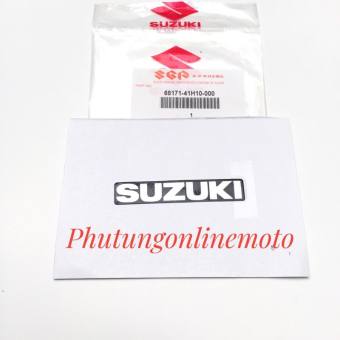 SUZUKI
SGP
68171-41H10-000
1
SUZUKI
Phutungonlinemoto